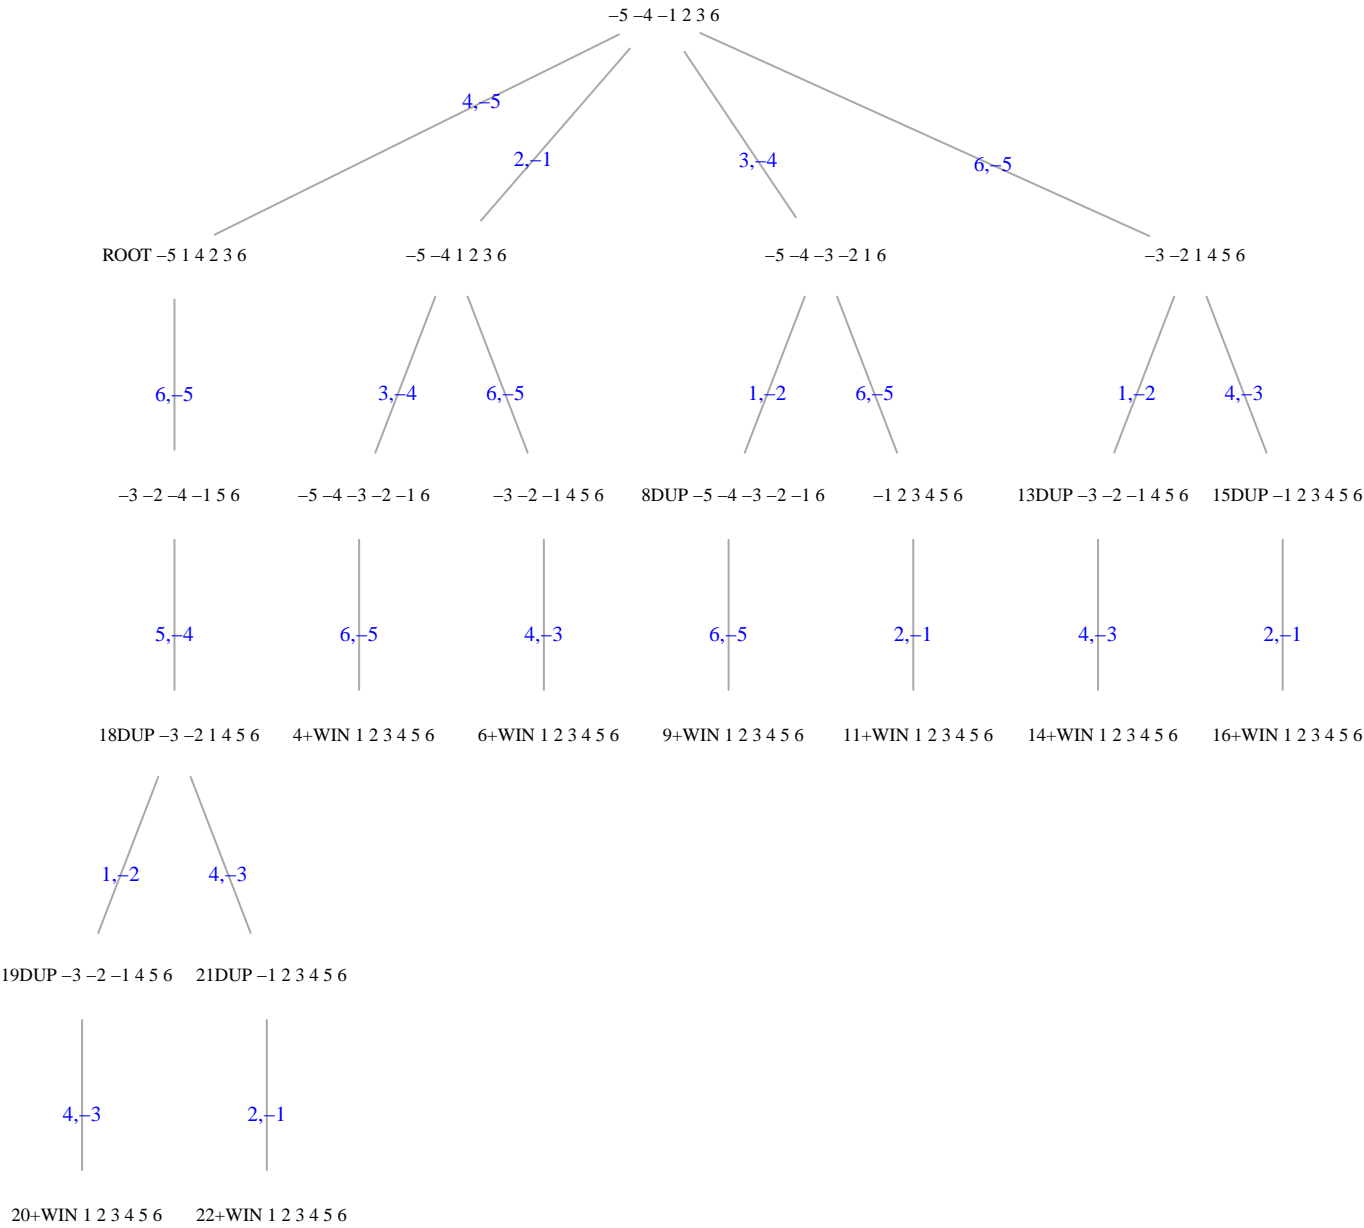 –5 –4 –1 2 3 6
4,–5
2,–1
3,–4
6,–5
ROOT –5 1 4 2 3 6
–5 –4 1 2 3 6
–5 –4 –3 –2 1 6
–3 –2 1 4 5 6
6,–5
3,–4
6,–5
1,–2
6,–5
1,–2
4,–3
–3 –2 –4 –1 5 6
–5 –4 –3 –2 –1 6
–3 –2 –1 4 5 6
8DUP –5 –4 –3 –2 –1 6
–1 2 3 4 5 6
13DUP –3 –2 –1 4 5 6
15DUP –1 2 3 4 5 6
5,–4
6,–5
4,–3
6,–5
2,–1
4,–3
2,–1
18DUP –3 –2 1 4 5 6
4+WIN 1 2 3 4 5 6
6+WIN 1 2 3 4 5 6
9+WIN 1 2 3 4 5 6
11+WIN 1 2 3 4 5 6
14+WIN 1 2 3 4 5 6
16+WIN 1 2 3 4 5 6
1,–2
4,–3
19DUP –3 –2 –1 4 5 6
21DUP –1 2 3 4 5 6
4,–3
2,–1
20+WIN 1 2 3 4 5 6
22+WIN 1 2 3 4 5 6